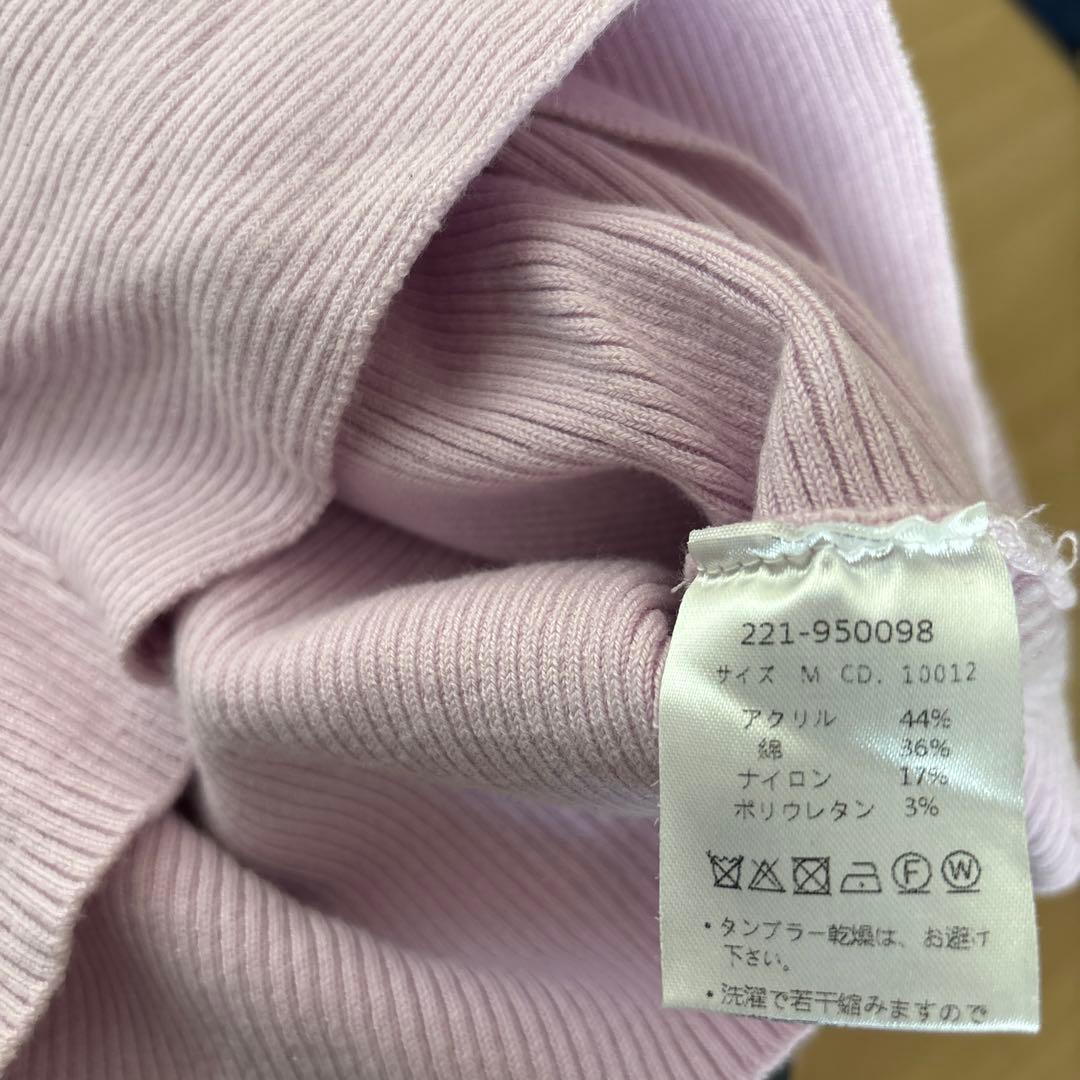 221-950098
サイズ M CD. 10012
アクリル 44%
綿 36%
ナイロン 17%
ポリウレタン 3%
F W
・タンブラー乾燥は、お避け
下さい。
・洗濯で若干縮みますので